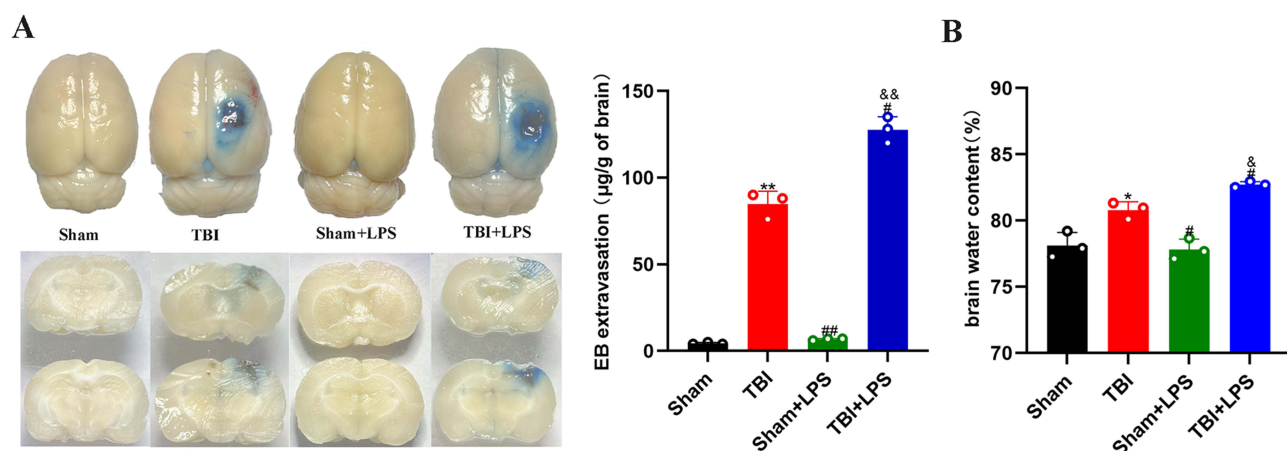 A
Sham
TBI
Sham+LPS
TBI+LPS
EB extravasation (μg/g of brain)
150
100
50
0
**
##
&&
#
Sham
TBI
Sham+LPS
TBI+LPS
B
brain water content(%)
90
85
80
75
70
*
#
&
#
Sham
TBI
Sham+LPS
TBI+LPS